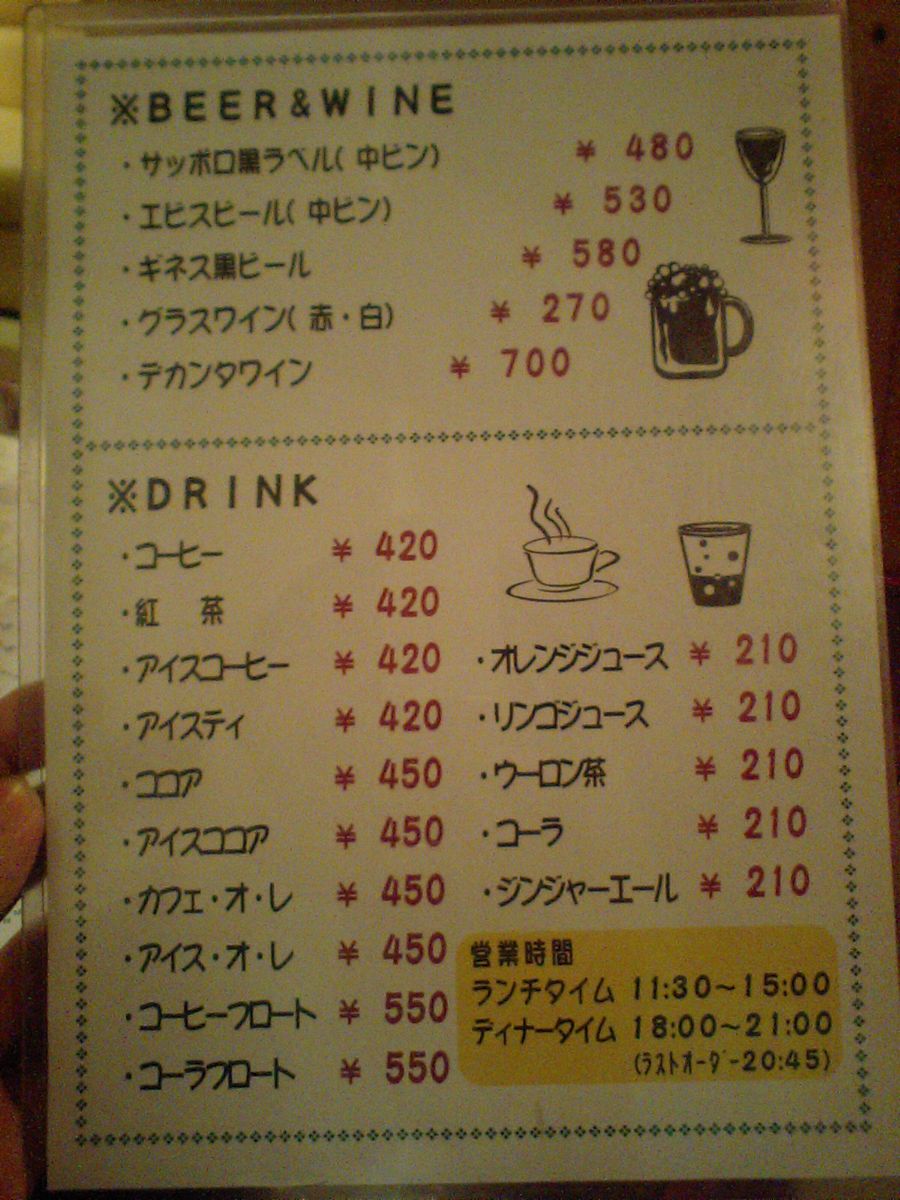 ※BEER&WINE
・サッポロ黒ラベル(中ビン) ¥ 480
・エビスビール(中ビン) ¥ 530
・ギネス黒ビール ¥ 580
・グラスワイン(赤・白) ¥ 270
・デカンタワイン ¥ 700
※DRINK
・コーヒー ¥ 420
・紅 茶 ¥ 420
・アイスコーヒー ¥ 420
・アイスティ ¥ 420
・ココア ¥ 450
・アイスココア ¥ 450
・カフェ・オ・レ ¥ 450
・アイス・オ・レ ¥ 450
・コーヒーフロート ¥ 550
・コーラフロート ¥ 550
・オレンジジュース ¥ 210
・リンゴジュース ¥ 210
・ウーロン茶 ¥ 210
・コーラ ¥ 210
・ジンジャーエール ¥ 210
営業時間
ランチタイム 11:30～15:00
ディナータイム 18:00～21:00
(ﾗｽﾄｵｰﾀﾞｰ20:45)